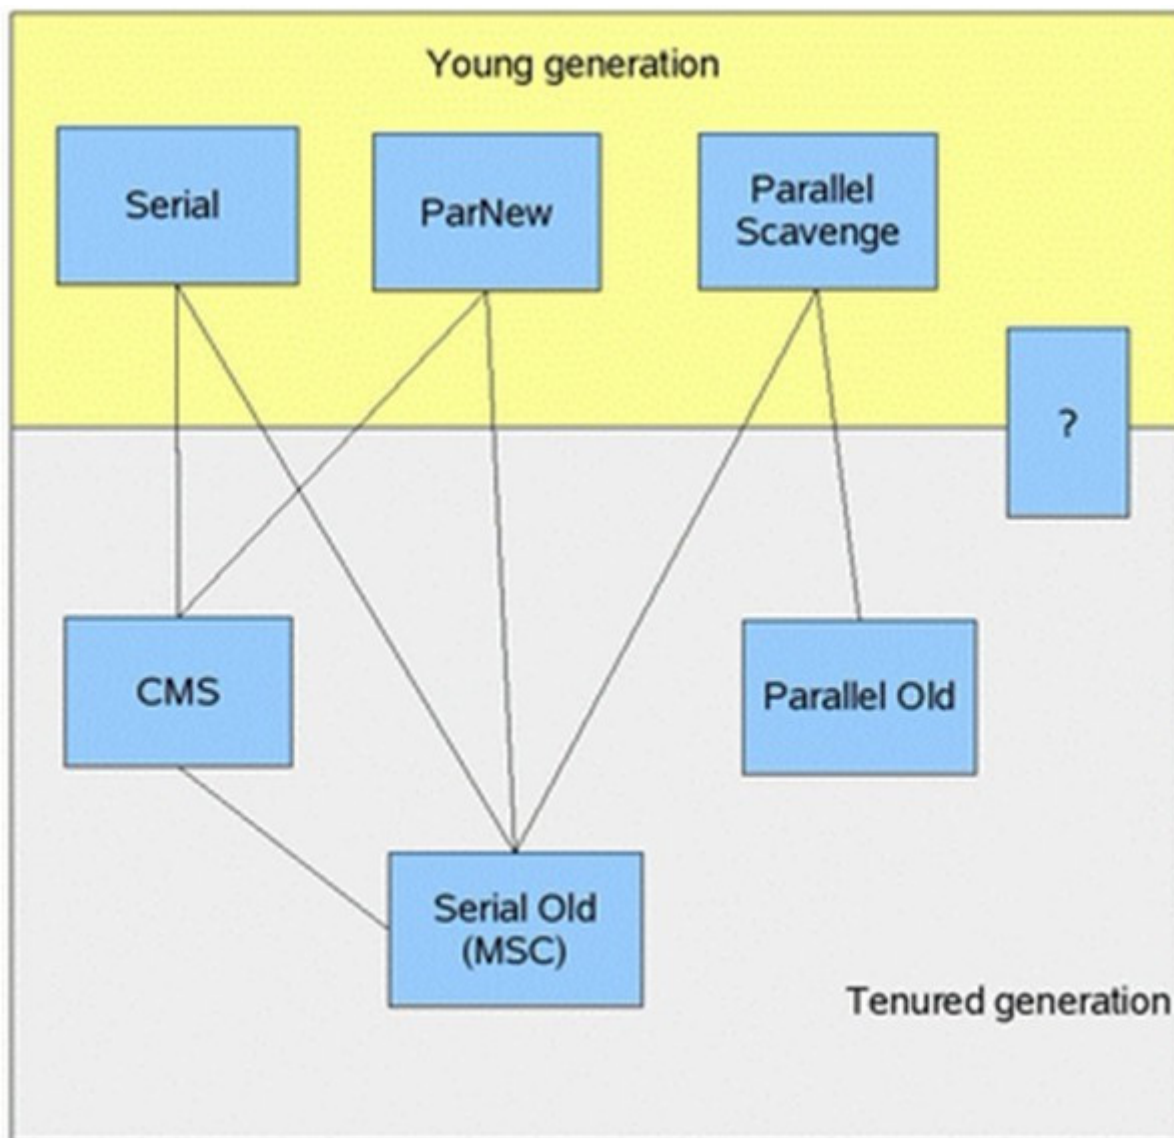 Young generation
Serial
ParNew
Parallel
Scavenge
?
CMS
Parallel Old
Serial Old
(MSC)
Tenured generation